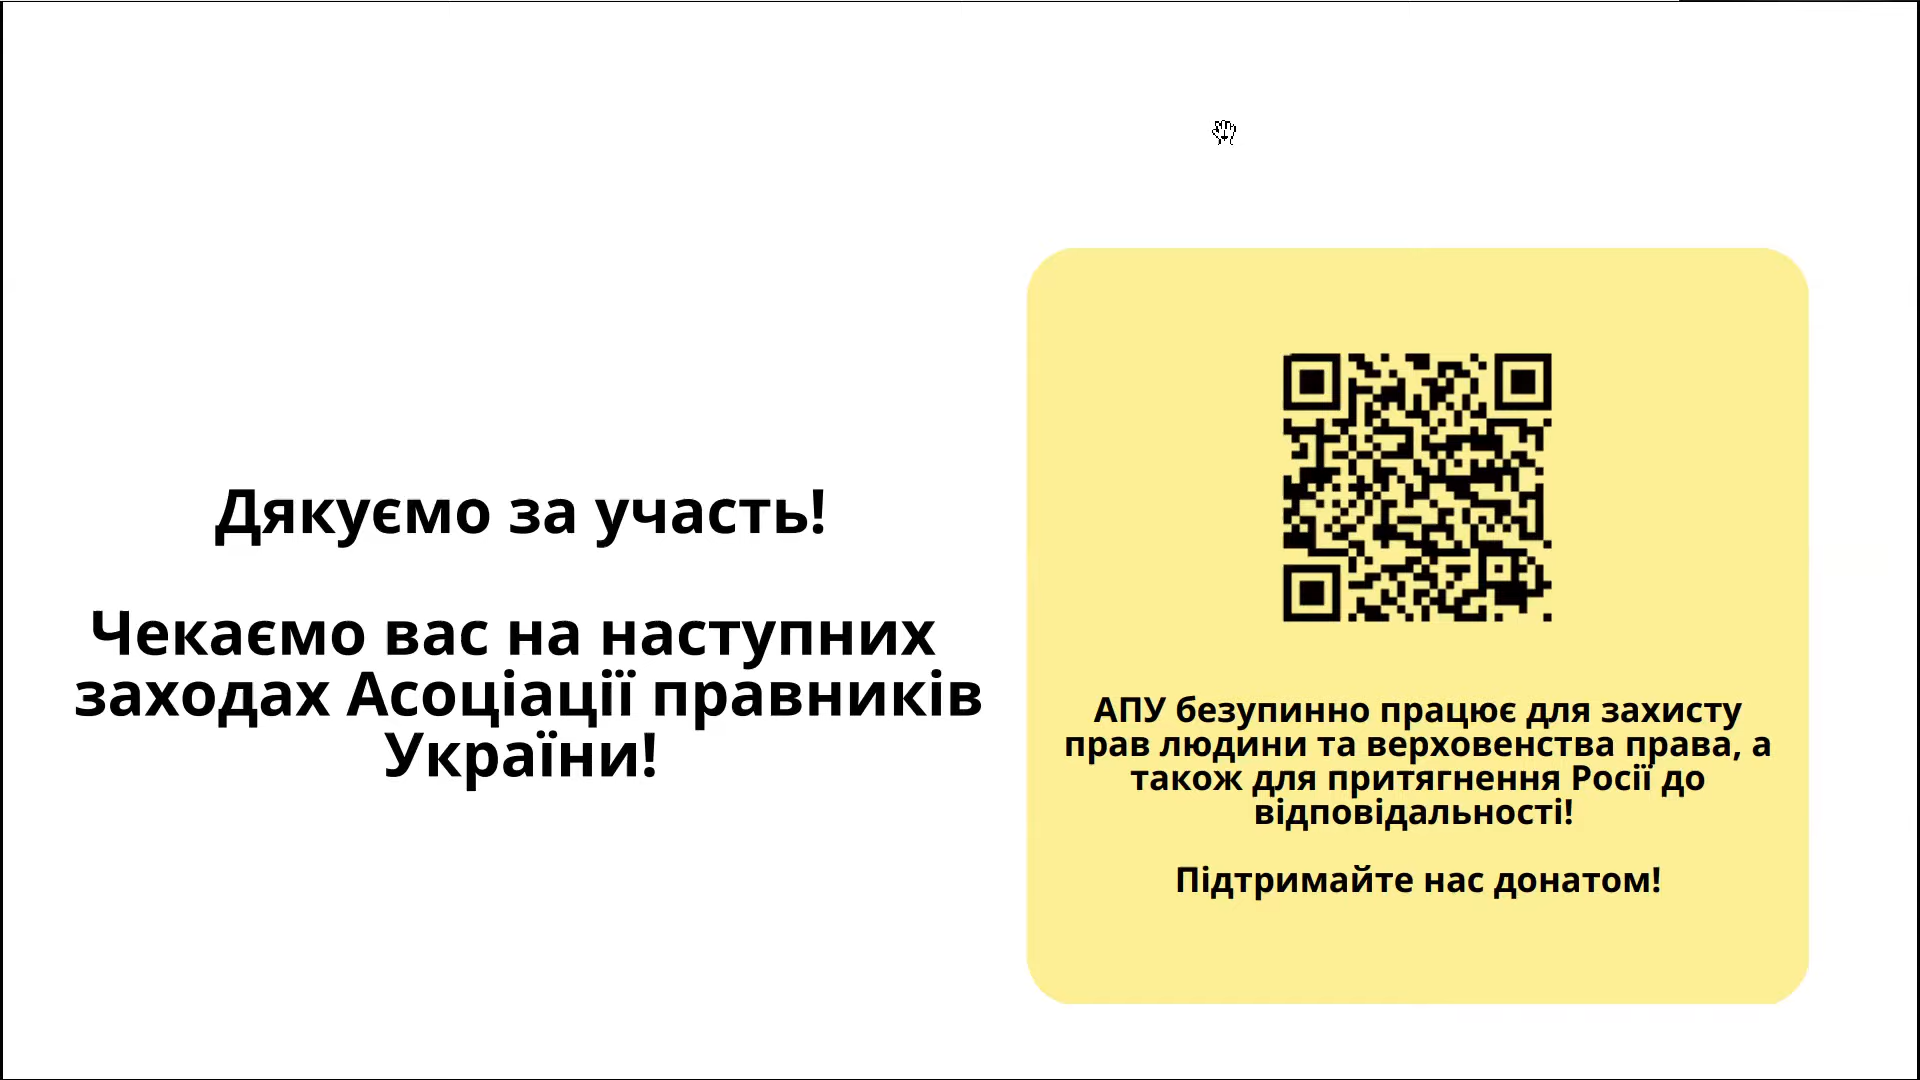 Дякуємо за участь!
Чекаємо вас на наступних
заходах Асоціації правників
України!
АПУ безупинно працює для захисту
прав людини та верховенства права, а
також для притягнення Росії до
відповідальності!
Підтримайте нас донатом!